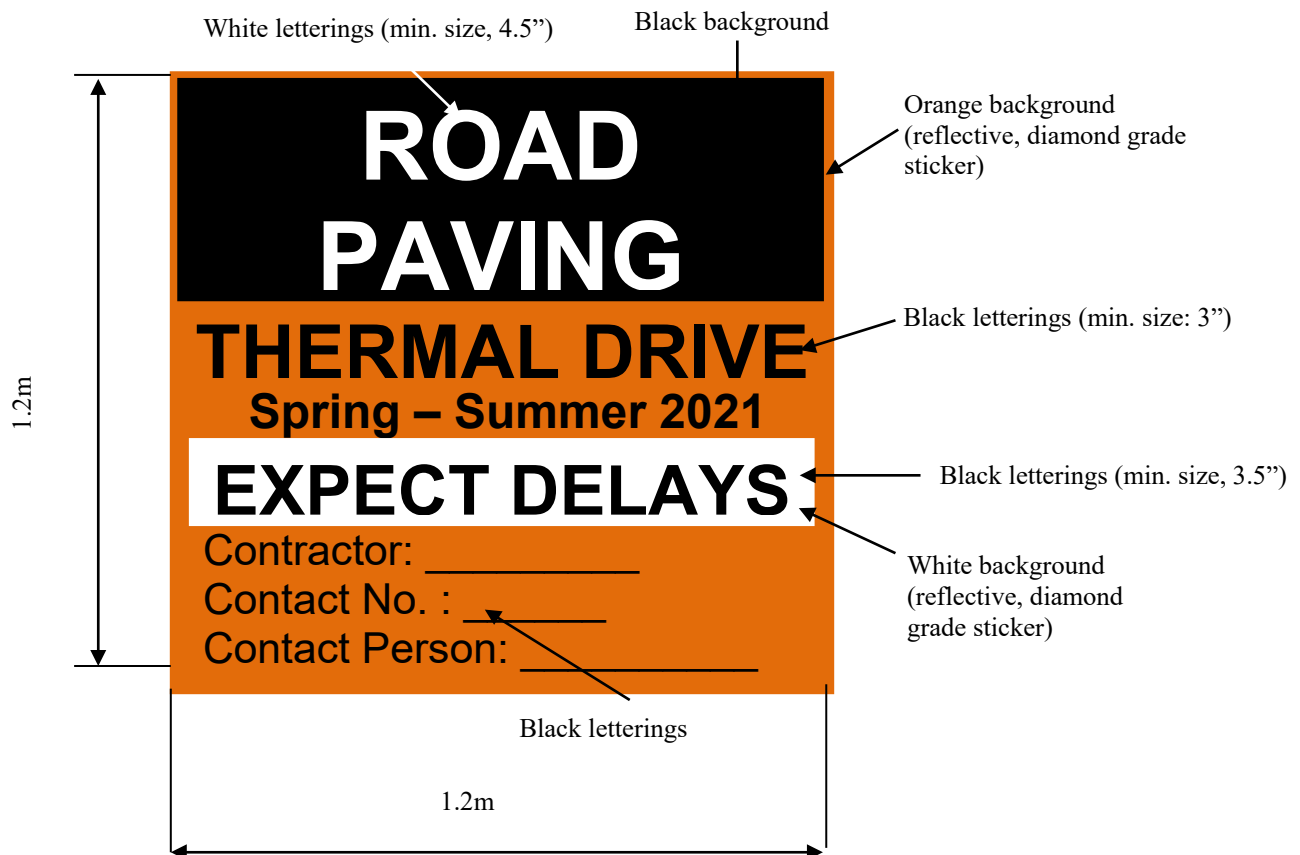 White letterings (min. size, 4.5”)
Black background
ROAD
PAVING
Orange background
(reflective, diamond grade
sticker)
THERMAL DRIVE
Black letterings (min. size: 3”)
Spring – Summer 2021
EXPECT DELAYS
Black letterings (min. size, 3.5”)
White background
(reflective, diamond
grade sticker)
Contractor: _________
Contact No. : ______
Contact Person: __________
Black letterings
1.2m
1.2m